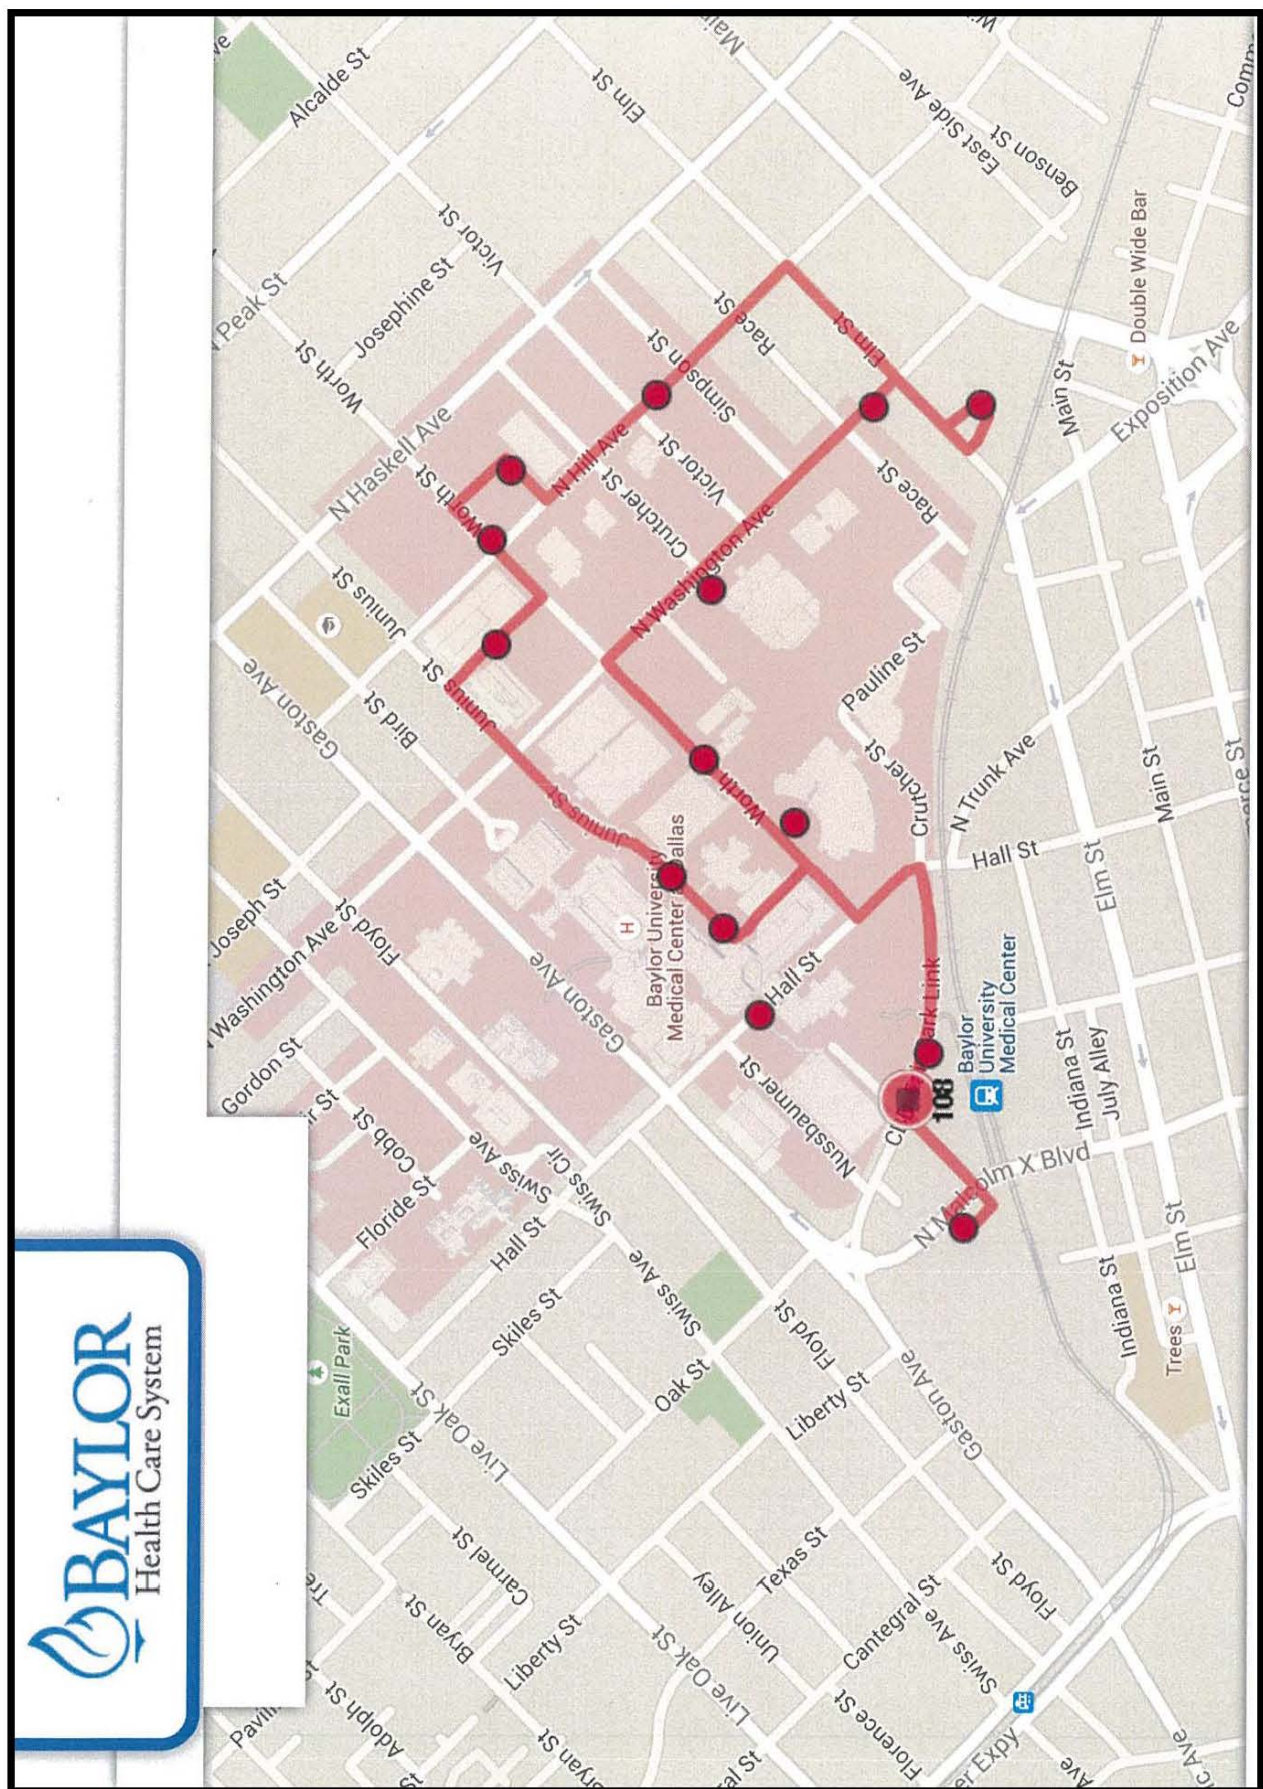 BAYLOR
Health Care System
Alcalde St
Elm St
East Side Ave
Benson St
Double Wide Bar
Victor St
Josephine St
N Peak St
Worth St
N Haskell Ave
Worth St
Race St
Simpson St
Elm St
Main St
Exposition Ave
N Hill Ave
Victor St
Crutcher St
Crutcher St
Race St
N Washington Ave
Junius St
Junius St
Junius St
Gaston Ave
Bird St
Pauline St
Crutcher St
Crutcher St
N Trunk Ave
Main St
Hall St
Elm St
Worth
Baylor University
Medical Center
H
Joseph St
Washington Ave
Floyd St
Gaston Ave
Hall St
Baylor
University
Medical Center
108
Indiana St
July Alley
Nussbaumer St
N Malcolm X Blvd
Gordon St
Cobb St
Floride St
Swiss Ave
Swiss Cir
Hall St
Swiss Ave
Skiles St
Exall Park
Skiles St
Live Oak St
Oak St
Floyd St
Liberty St
Gaston Ave
Indiana St
Elm St
Trees
Carmel St
Bryan St
Liberty St
Texas St
Union Alley
Live Oak St
Live Oak St
Cantegral St
Floyd St
Swiss Ave
Florence St
Adolph St
Bryan St